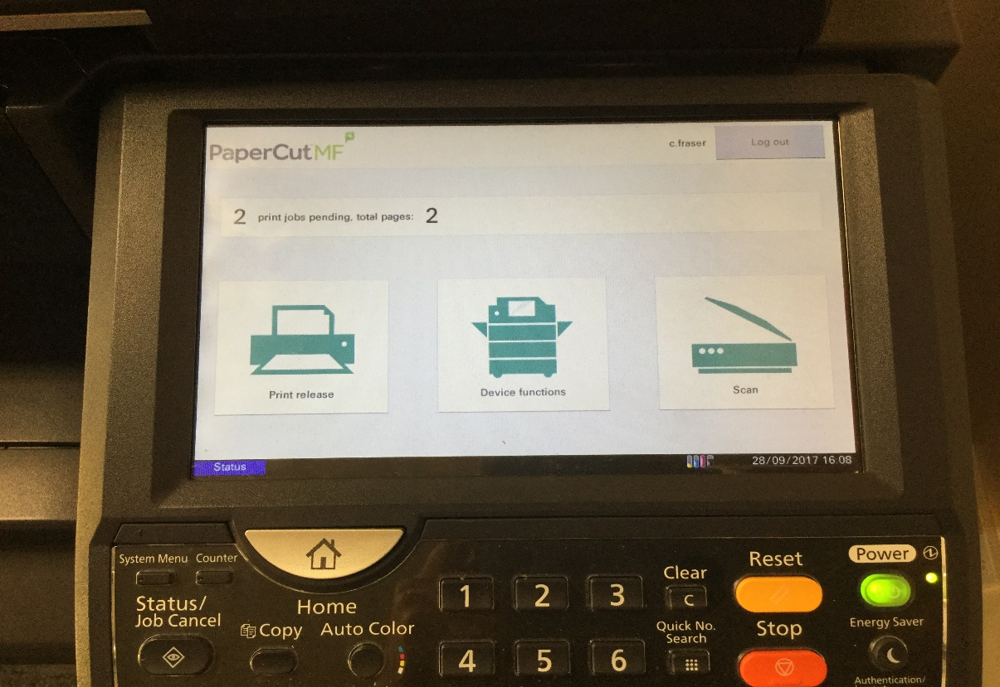 PaperCut MF
c.fraser
Log out
2 print jobs pending, total pages: 2
Print release
Device functions
Scan
Status
28/09/2017 16:08
System Menu
Counter
Status/
Job Cancel
Home
Copy
Auto Color
1
2
3
4
5
6
Clear
C
Quick No.
Search
Reset
Stop
Power
Energy Saver
Authentication/